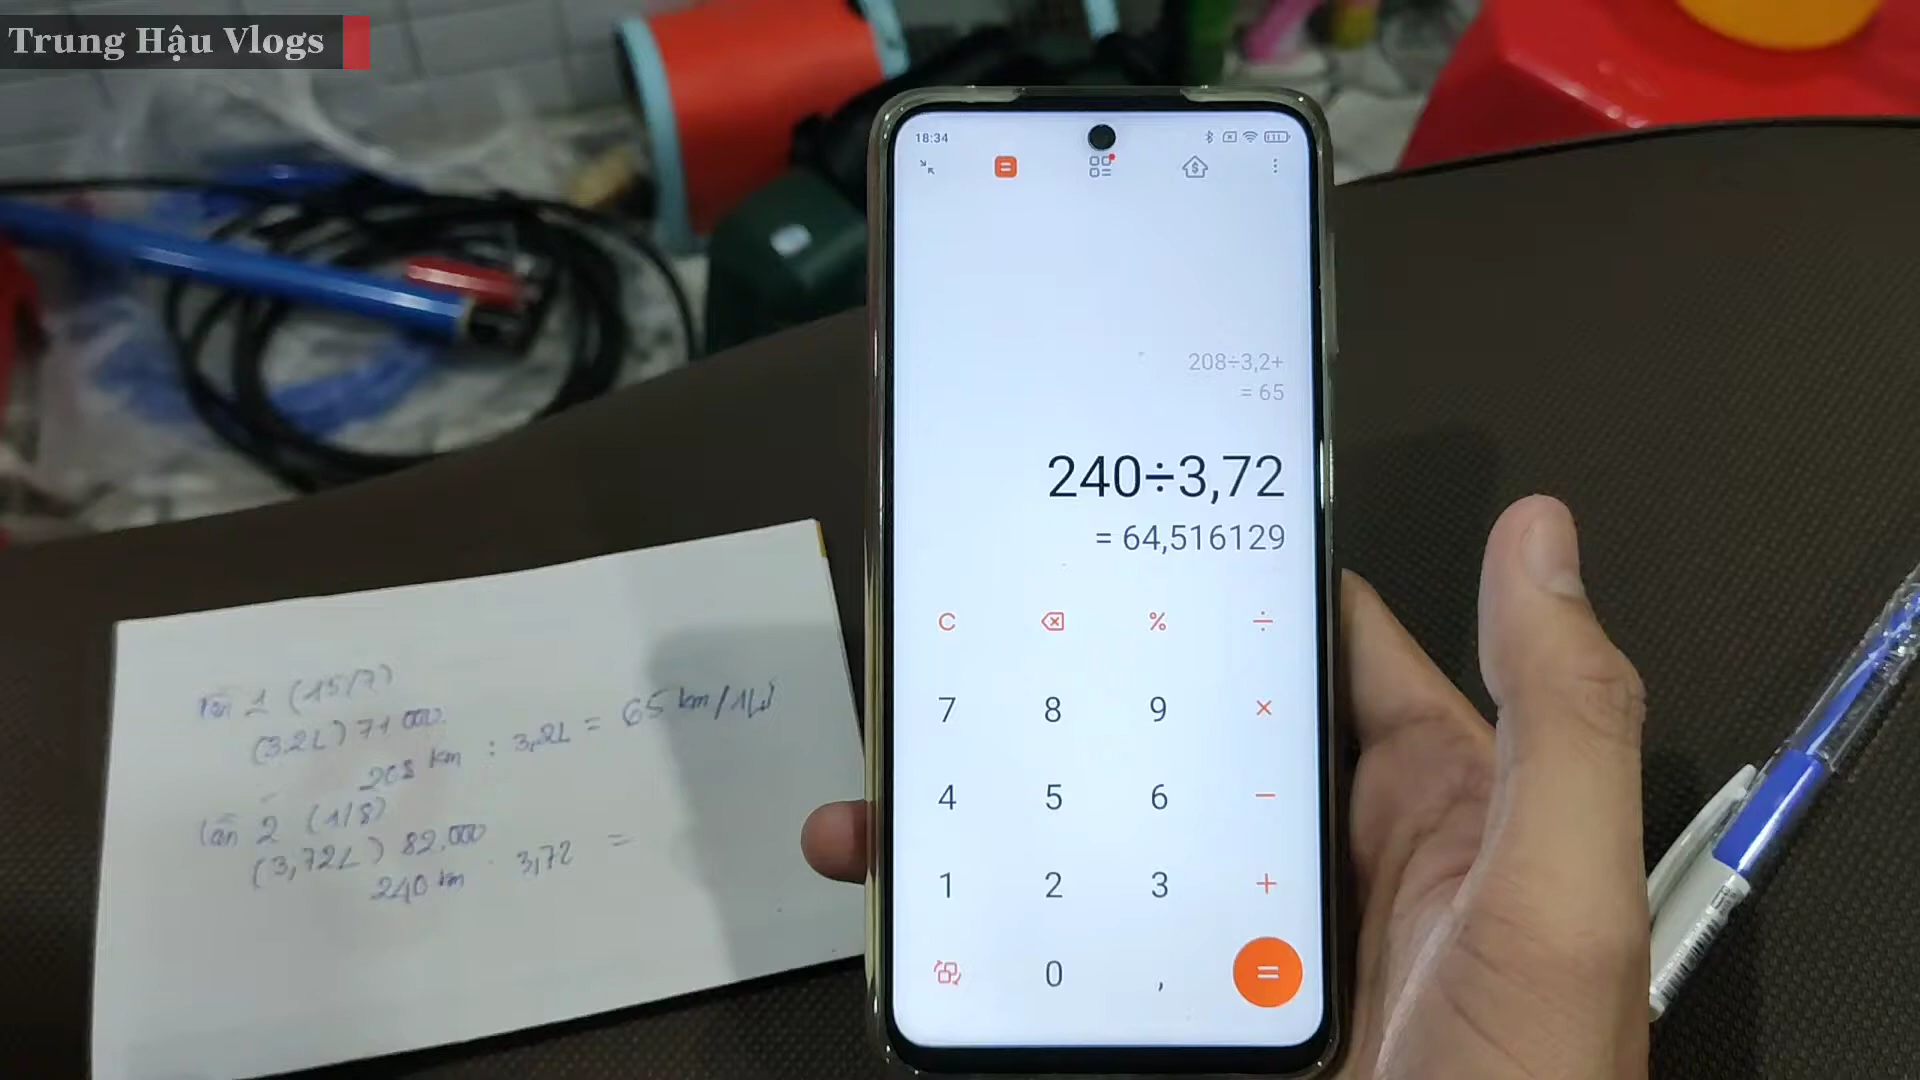 Trung Hậu Vlogs
18:34
208÷3,2+
= 65
240÷3,72
= 64,516129
C % ÷
7 8 9 ×
4 5 6 −
1 2 3 +
0 , =
Lần 1 (15/7)
(3.2L) 71 000
208 km : 3,2L = 65 km/1Lít
Lần 2 (1/8)
(3,72L) 82.000
240 km : 3,72 =